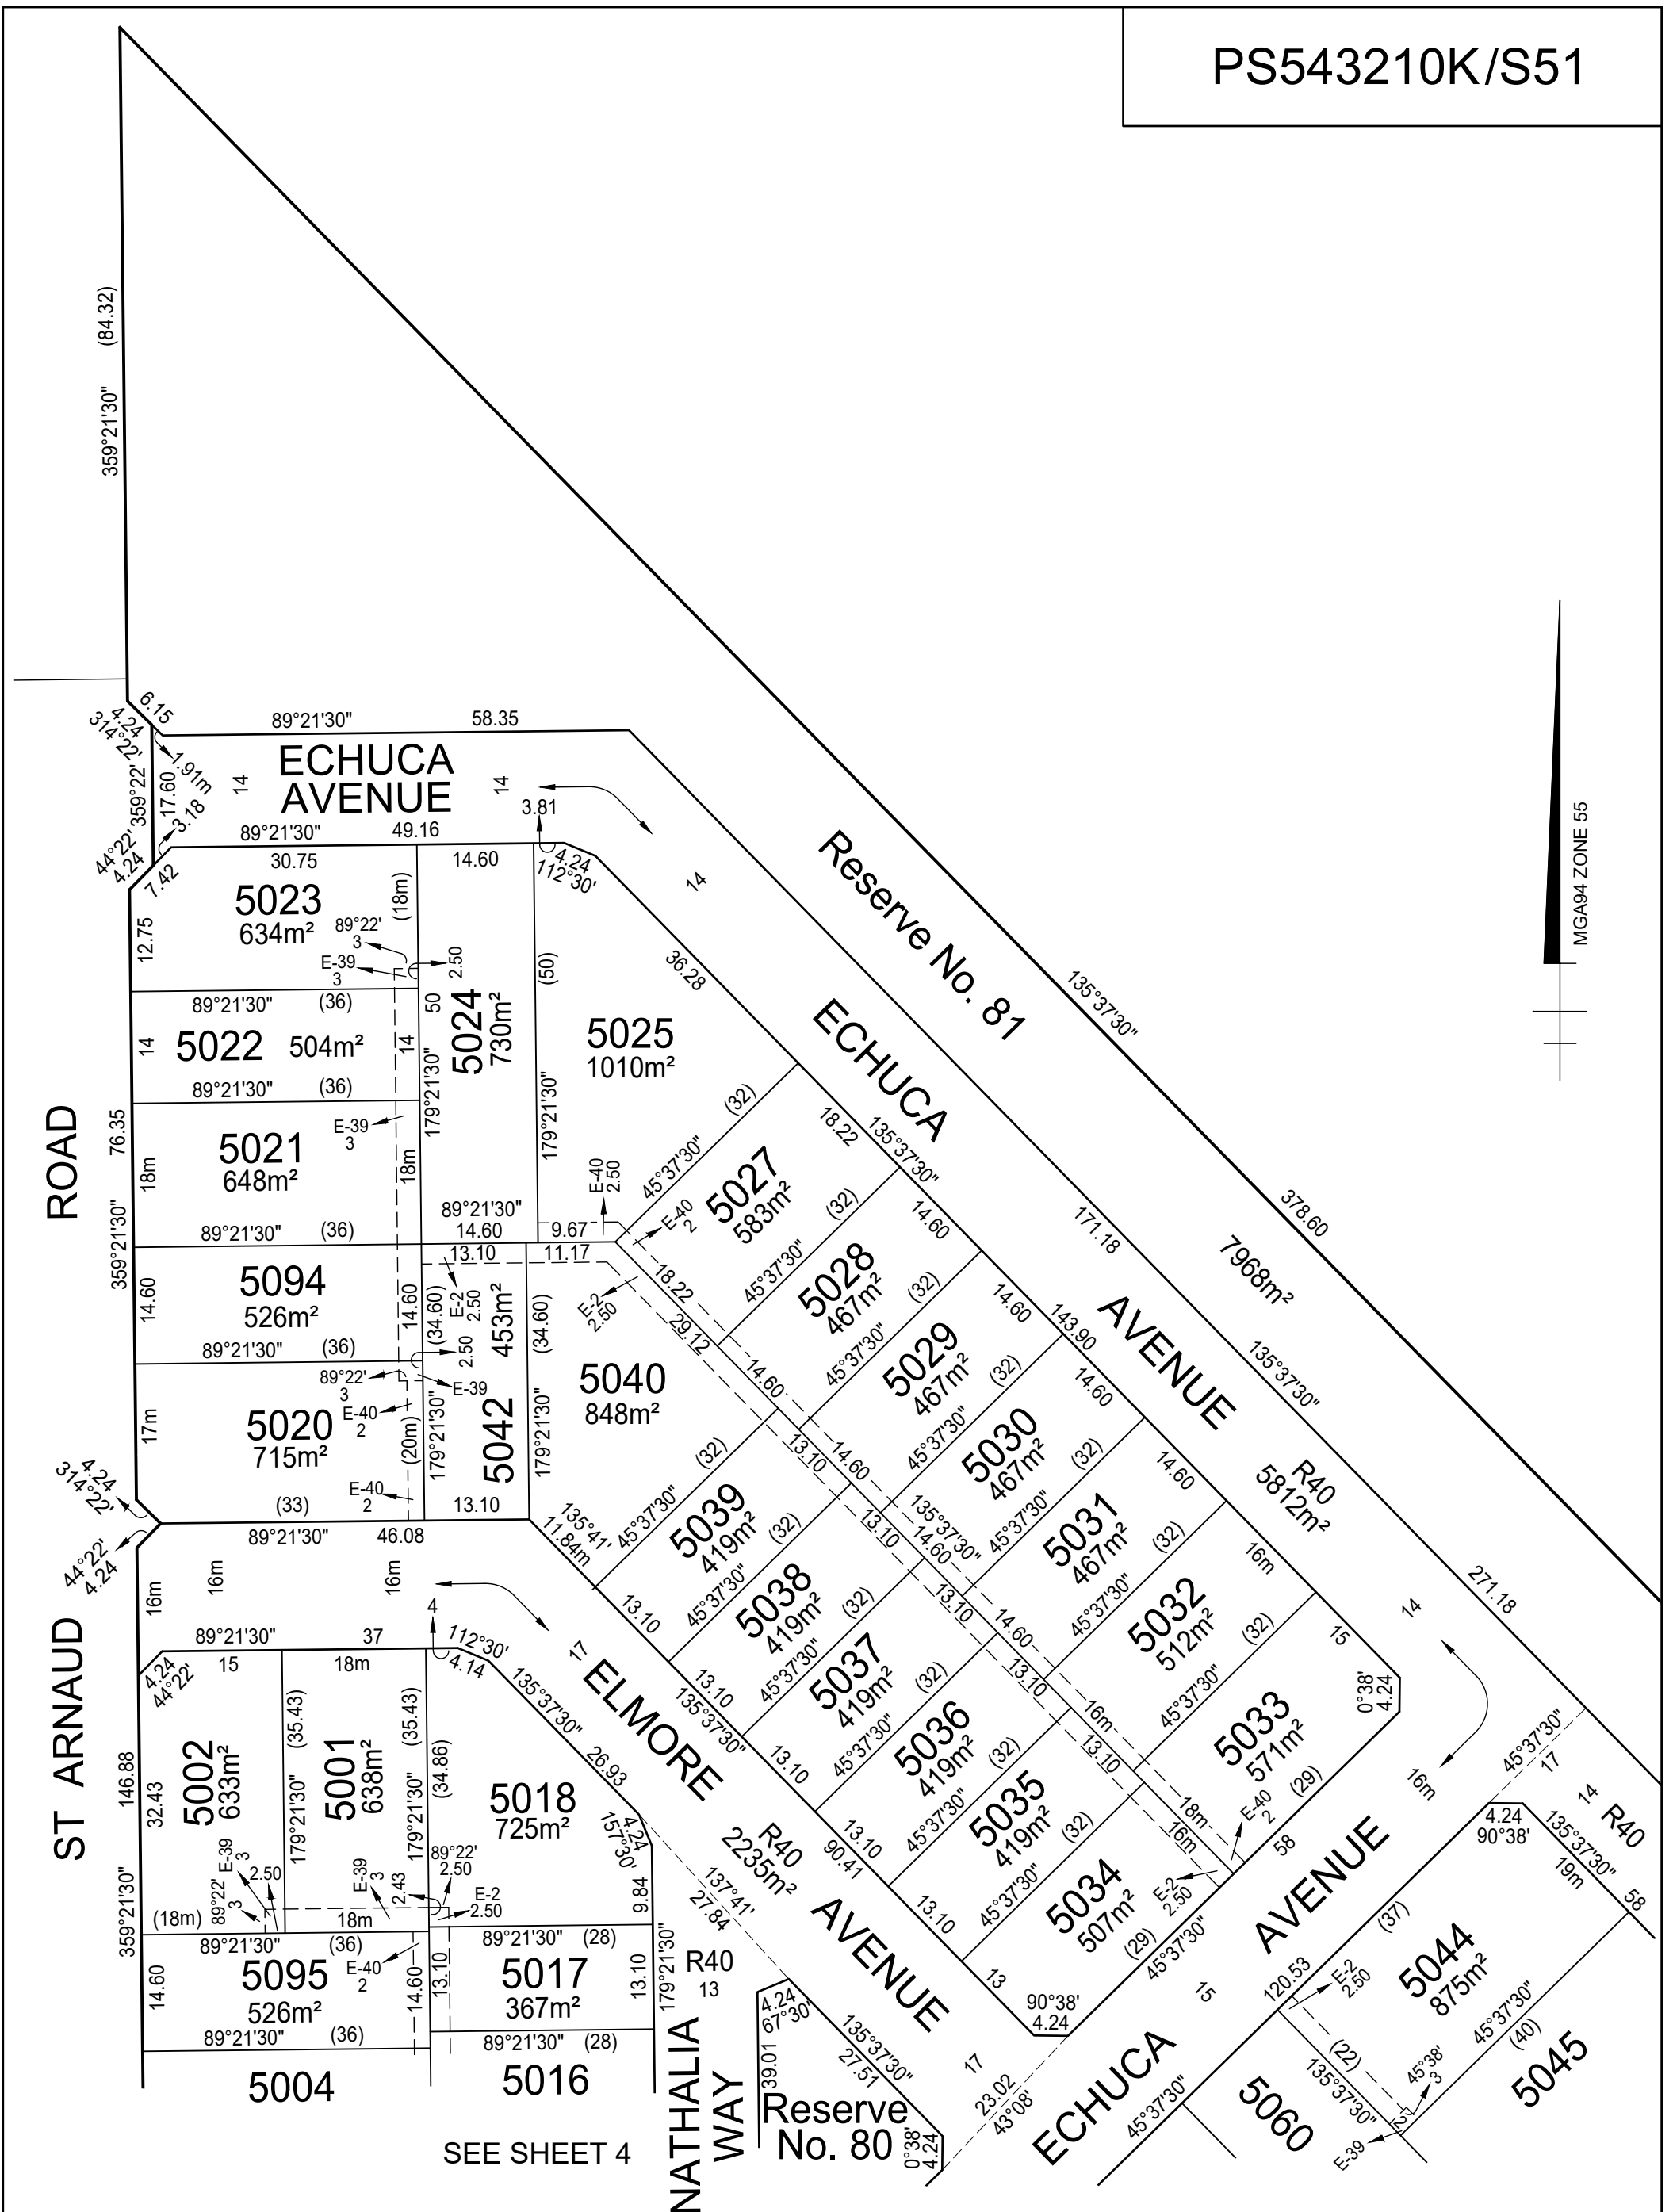 PS543210K/S51
(84.32)
359°21'30"
6.15
4.24
314°22'
89°21'30" 58.35
1.91m
17.60
359°22'
3.18
44°22'
4.24
7.42
14
ECHUCA
AVENUE
14
3.81
89°21'30" 49.16
30.75
14.60
4.24
112°30'
14
Reserve No. 81
MGA94 ZONE 55
5023
634m²
(18m)
12.75
89°22'
3
E-39
3
2.50
36.28
135°37'30"
89°21'30" (36)
14
5022 504m²
14
50
5024
730m²
(50)
5025
1010m²
ECHUCA
89°21'30" (36)
179°21'30"
179°21'30"
ROAD
76.35
359°21'30"
18m
5021
648m²
E-39
3
18m
(32)
45°37'30"
18.22
135°37'30"
5027
583m²
E-40
2.50
E-40
2
89°21'30"
14.60
9.67
89°21'30" (36)
13.10
11.17
(32)
45°37'30"
14.60
171.18
378.60
7968m²
5094
526m²
14.60
14.60
(34.60)
E-2
2.50
453m²
(34.60)
E-2
2.50
18.22
29.12
5028
467m²
(32)
45°37'30"
14.60
143.90
AVENUE
135°37'30"
89°21'30" (36)
2.50
89°22'
3
E-39
5040
848m²
14.60
5029
467m²
(32)
45°37'30"
14.60
17m
5020
715m²
E-40
2
(20m)
179°21'30"
5042
179°21'30"
(32)
45°37'30"
13.10
14.60
5030
467m²
(32)
45°37'30"
14.60
R40
5812m²
4.24
314°22'
(33)
E-40
2
13.10
89°21'30" 46.08
135°41'
11.84m
5039
419m²
(32)
45°37'30"
13.10
135°37'30"
14.60
5031
467m²
(32)
45°37'30"
16m
271.18
44°22'
4.24
16m
16m
16m
13.10
5038
419m²
(32)
45°37'30"
13.10
14.60
5032
512m²
(32)
45°37'30"
15
14
ST ARNAUD
89°21'30" 37
4
112°30'
4.14
15
18m
4.24
44°22'
17
ELMORE
13.10
135°37'30"
5037
419m²
(32)
45°37'30"
13.10
16m
5033
571m²
(29)
0°38'
4.24
45°37'30"
17
135°37'30"
26.93
146.88
32.43
359°21'30"
5002
633m²
(35.43)
179°21'30"
5001
638m²
(35.43)
179°21'30"
(34.86)
5018
725m²
4.24
157°30'
13.10
5036
419m²
(32)
45°37'30"
13.10
18m
16m
E-40
2
58
16m
14
R40
4.24
90°38'
135°37'30"
19m
58
R40
2235m²
13.10
90.41
5035
419m²
(32)
45°37'30"
E-2
2.50
AVENUE
89°22'
3
E-39
3
2.50
E-39
3
2.43
89°22'
2.50
E-2
2.50
9.84
137°41'
27.84
(18m)
18m
AVENUE
13.10
5034
507m²
(29)
45°37'30"
(37)
89°21'30" (36)
89°21'30" (28)
14.60
5095
526m²
E-40
2
14.60
13.10
5017
367m²
13.10
179°21'30"
R40
13
13
90°38'
4.24
15
120.53
E-2
2.50
5044
875m²
45°37'30"
(40)
89°21'30" (36)
89°21'30" (28)
5004
5016
4.24
67°30'
39.01
135°37'30"
27.51
17
23.02
43°08'
ECHUCA
45°37'30"
(22)
135°37'30"
45°38'
3
2
E-39
5045
5060
NATHALIA
WAY
Reserve
No. 80
0°38'
4.24
SEE SHEET 4